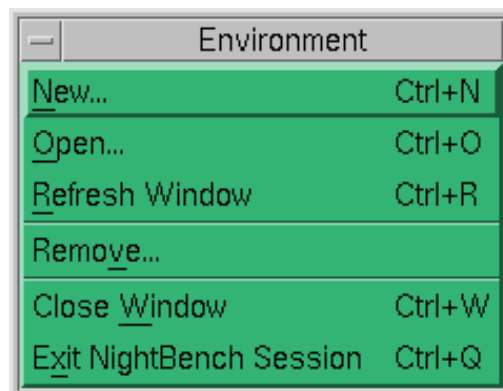 Environment
New... Ctrl+N
Open... Ctrl+O
Refresh Window Ctrl+R
Remove...
Close Window Ctrl+W
Exit NightBench Session Ctrl+Q